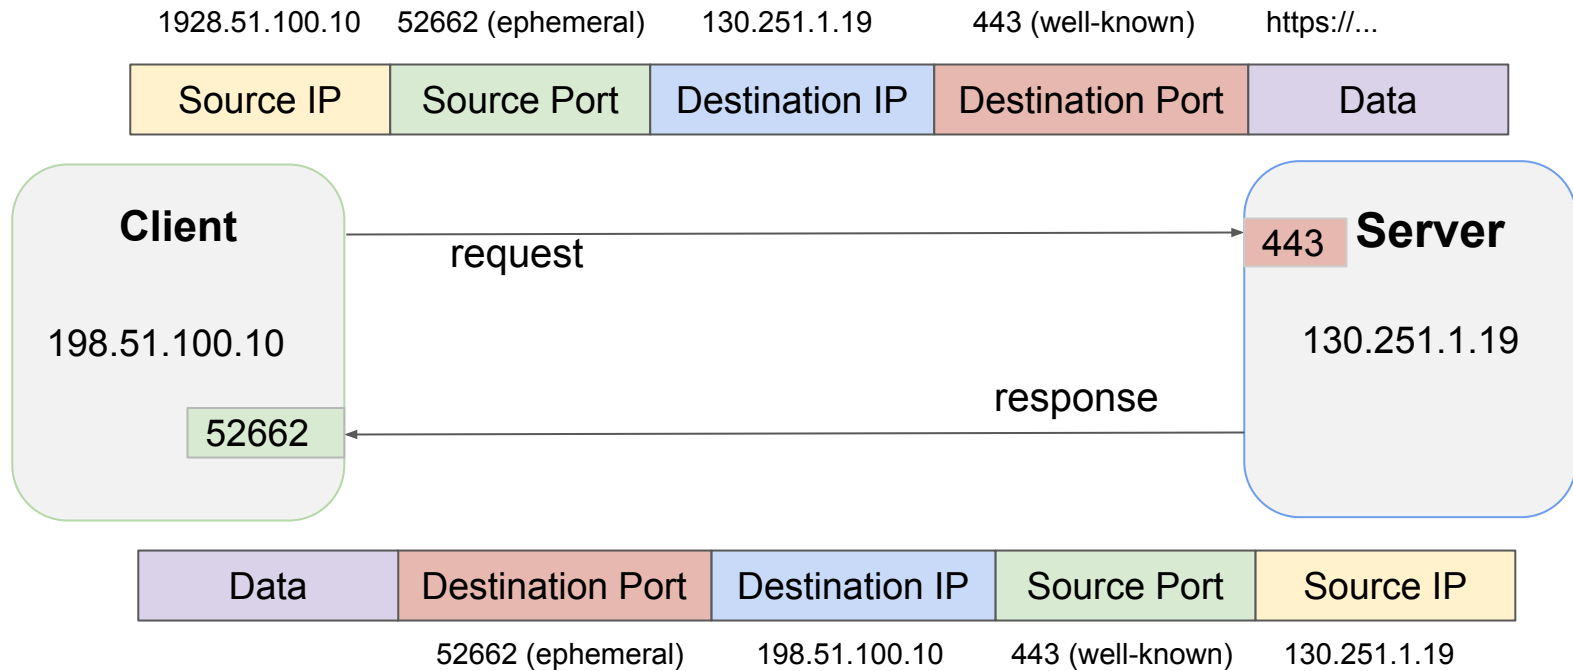 1928.51.100.10 52662 (ephemeral) 130.251.1.19 443 (well-known) https://...
Source IP Source Port Destination IP Destination Port Data
Client
request
443 Server
198.51.100.10
130.251.1.19
response
52662
Data Destination Port Destination IP Source Port Source IP
52662 (ephemeral) 198.51.100.10 443 (well-known) 130.251.1.19